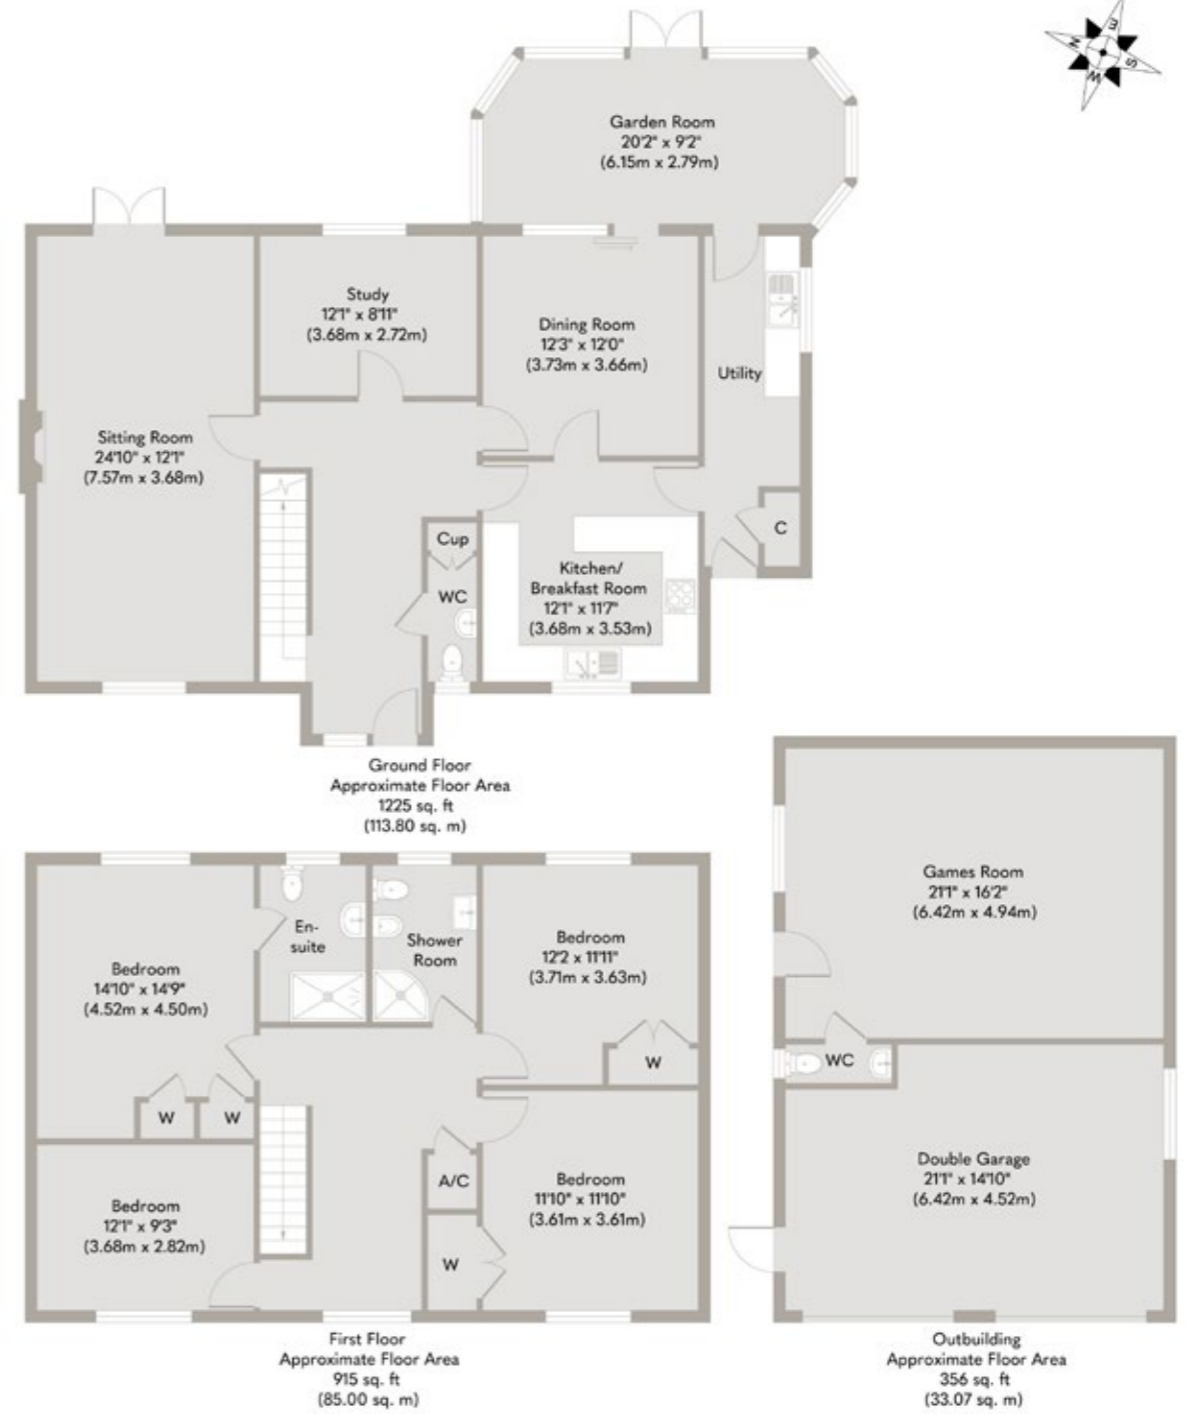 Garden Room
20'2" x 9'2"
(6.15m x 2.79m)
Study
12'1" x 8'11"
(3.68m x 2.72m)
Dining Room
12'3" x 12'0"
(3.73m x 3.66m)
Utility
Sitting Room
24'10" x 12'1"
(7.57m x 3.68m)
Cup
WC
C
Kitchen/
Breakfast Room
12'1" x 11'7"
(3.68m x 3.53m)
Ground Floor
Approximate Floor Area
1225 sq. ft
(113.80 sq. m)
Bedroom
14'10" x 14'9"
(4.52m x 4.50m)
En-
suite
Shower
Room
Bedroom
12'2 x 11'11"
(3.71m x 3.63m)
W
W
W
A/C
W
Bedroom
12'1" x 9'3"
(3.68m x 2.82m)
Bedroom
11'10" x 11'10"
(3.61m x 3.61m)
First Floor
Approximate Floor Area
915 sq. ft
(85.00 sq. m)
Games Room
21'1" x 16'2"
(6.42m x 4.94m)
WC
Double Garage
21'1" x 14'10"
(6.42m x 4.52m)
Outbuilding
Approximate Floor Area
356 sq. ft
(33.07 sq. m)